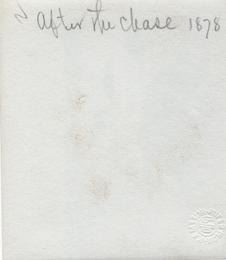 After the chase 1878